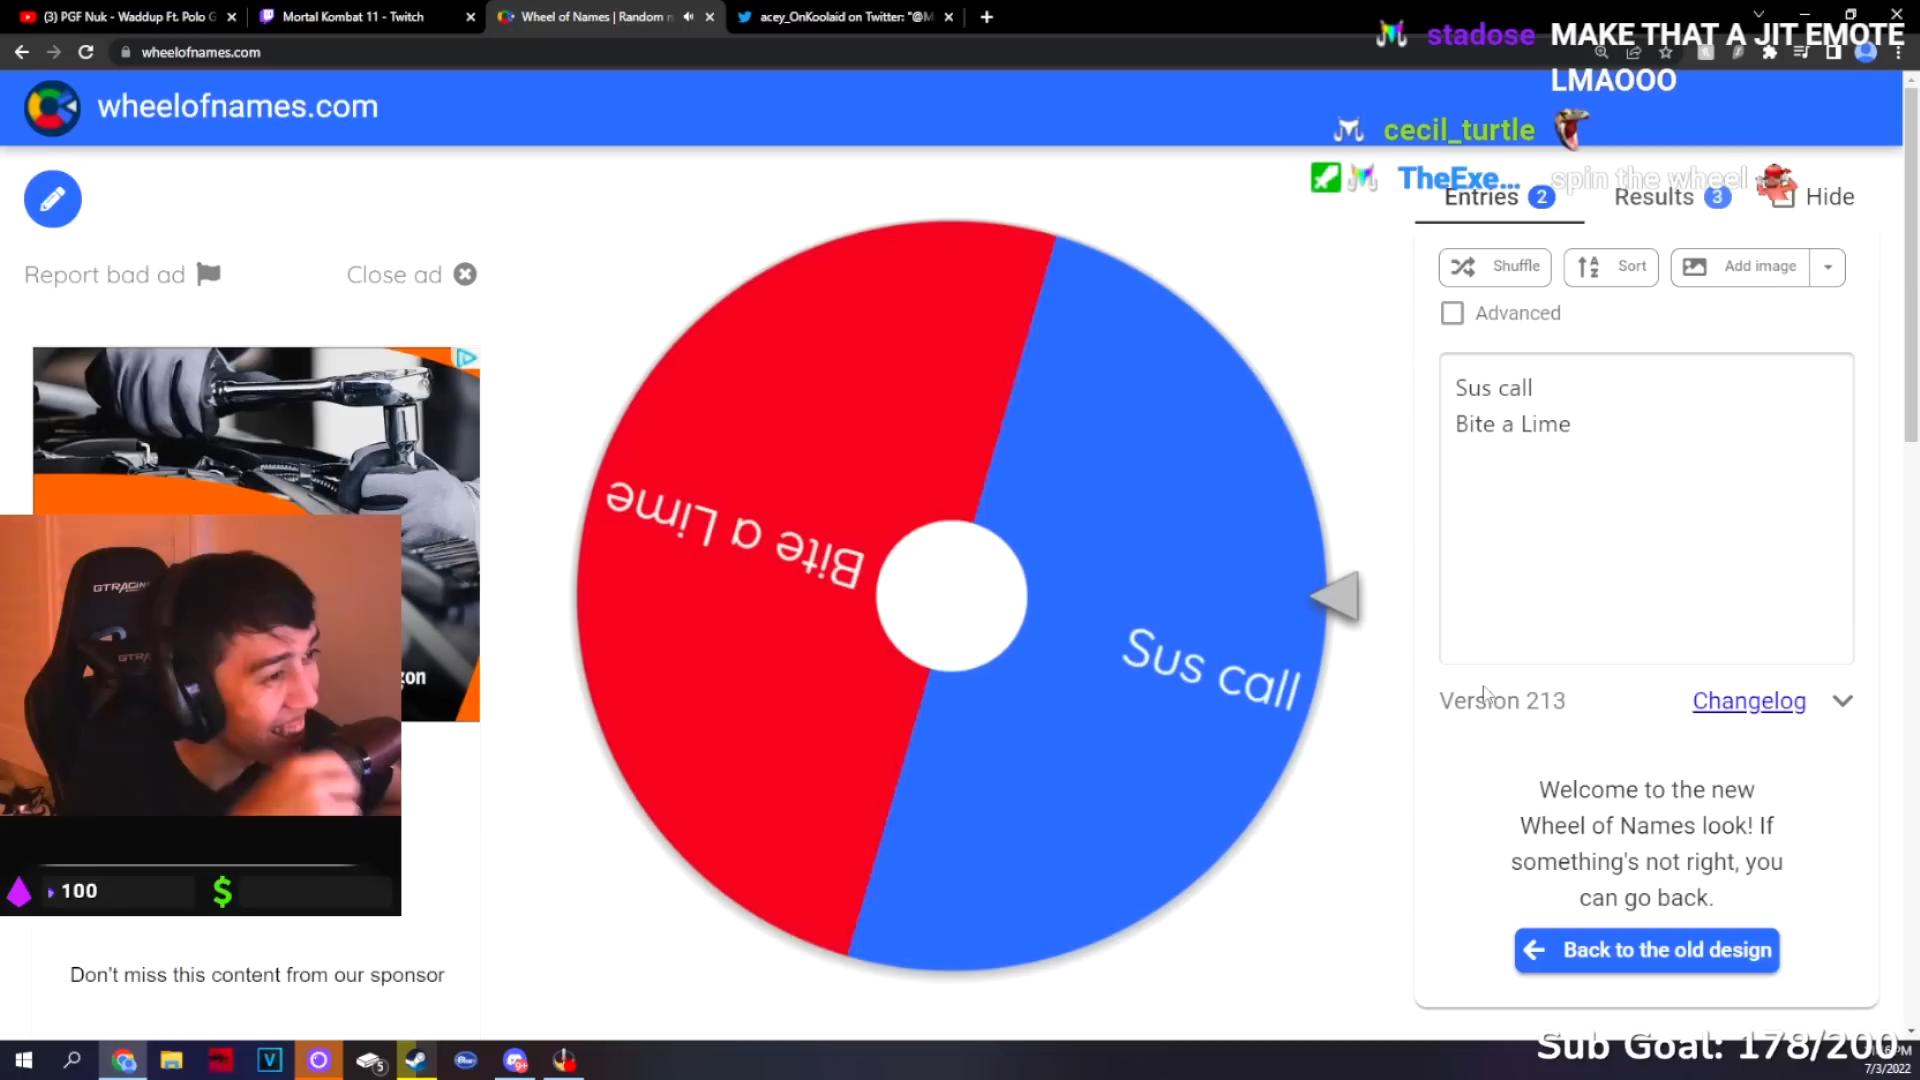 (3) PGF Nuk - Waddup Ft. Polo G
Mortal Kombat 11 - Twitch
Wheel of Names | Random n
acey_OnKoolaid on Twitter: "@M
wheelofnames.com
stadose MAKE THAT A JIT EMOTE
LMAOOO
wheelofnames.com
cecil_turtle
TheExe... spin the wheel
Entries 2
Results 3
Hide
Report bad ad
Close ad
Shuffle
Sort
Add image
Advanced
Sus call
Bite a Lime
Bite a Lime
Sus call
GTRACING
GTRA
Version 213
Changelog
Welcome to the new
Wheel of Names look! If
something's not right, you
can go back.
Back to the old design
100
$
Don't miss this content from our sponsor
Sub Goal: 178/200
7/3/2022